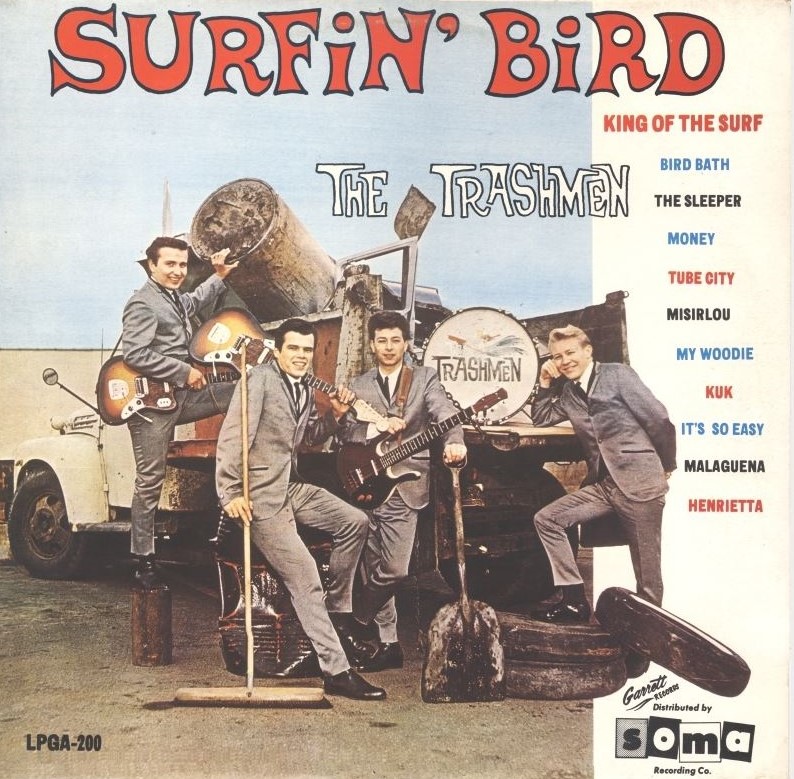 SURFiN' BiRD
KING OF THE SURF
BIRD BATH
THE TRASHMEN
THE SLEEPER
MONEY
TUBE CITY
MISIRLOU
MY WOODIE
TRASHMEN
KUK
IT'S SO EASY
MALAGUENA
HENRIETTA
Garrett
RECORDS
Distributed by
soma
Recording Co.
LPGA-200